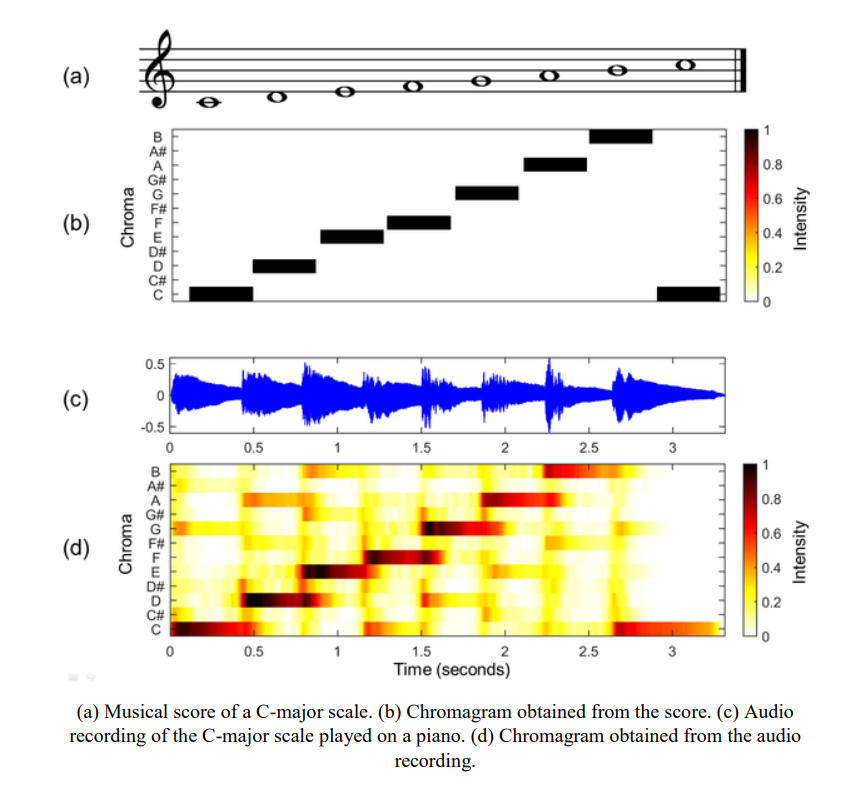 (a)
(b)
Chroma
B
A#
A
G#
G
F#
F
E
D#
D
C#
C
1
0.8
0.6
0.4
0.2
0
Intensity
(c)
0.5
0
-0.5
0 0.5 1 1.5 2 2.5 3
(d)
Chroma
B
A#
A
G#
G
F#
F
E
D#
D
C#
C
1
0.8
0.6
0.4
0.2
0
Intensity
0 0.5 1 1.5 2 2.5 3
Time (seconds)
(a) Musical score of a C-major scale. (b) Chromagram obtained from the score. (c) Audio
recording of the C-major scale played on a piano. (d) Chromagram obtained from the audio
recording.